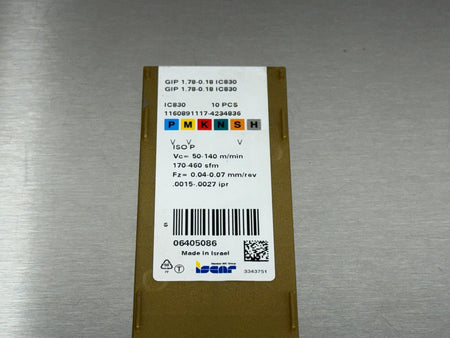 GIP 1.78-0.18 IC830
GIP 1.78-0.18 IC830
IC830 10 PCS
1160891117-4234836
P M K N S H
V V V
ISO P
Vc= 50-140 m/min
170-460 sfm
Fz= 0.04-0.07 mm/rev
.0015-.0027 ipr
06405086
Made in Israel
iscar
3343751